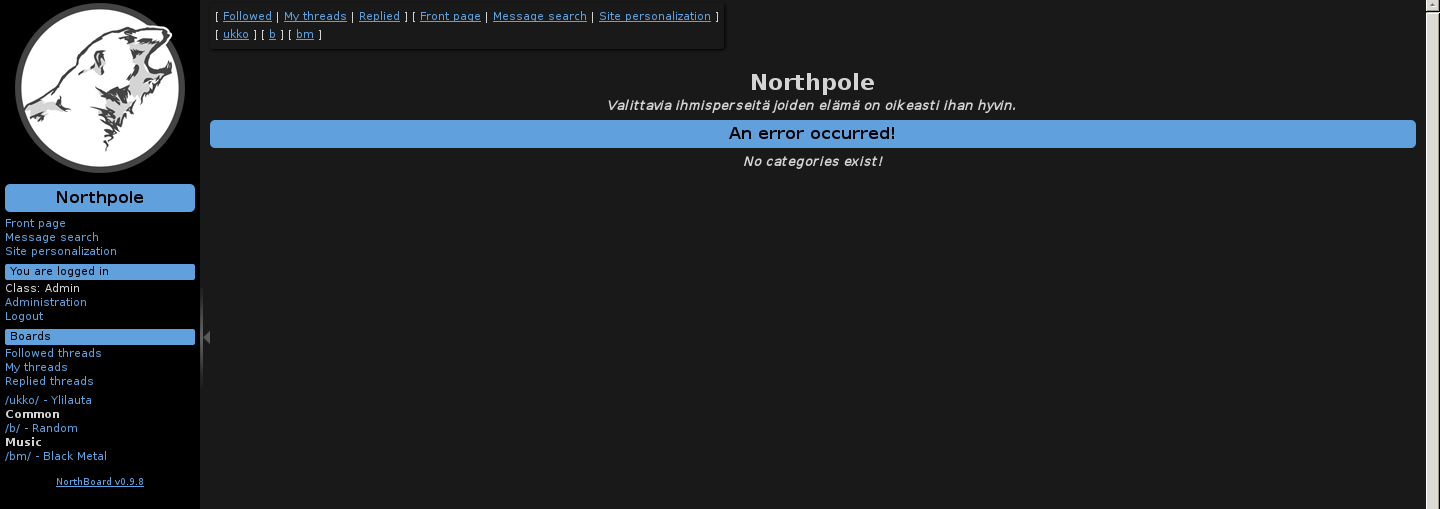 [ Followed | My threads | Replied ] [ Front page | Message search | Site personalization ]
[ ukko ] [ b ] [ bm ]
Northpole
Valittavia ihmisperseitä joiden elämä on oikeasti ihan hyvin.
An error occurred!
No categories exist!
Northpole
Front page
Message search
Site personalization
You are logged in
Class: Admin
Administration
Logout
Boards
Followed threads
My threads
Replied threads
/ukko/ - Ylilauta
Common
/b/ - Random
Music
/bm/ - Black Metal
NorthBoard v0.9.8